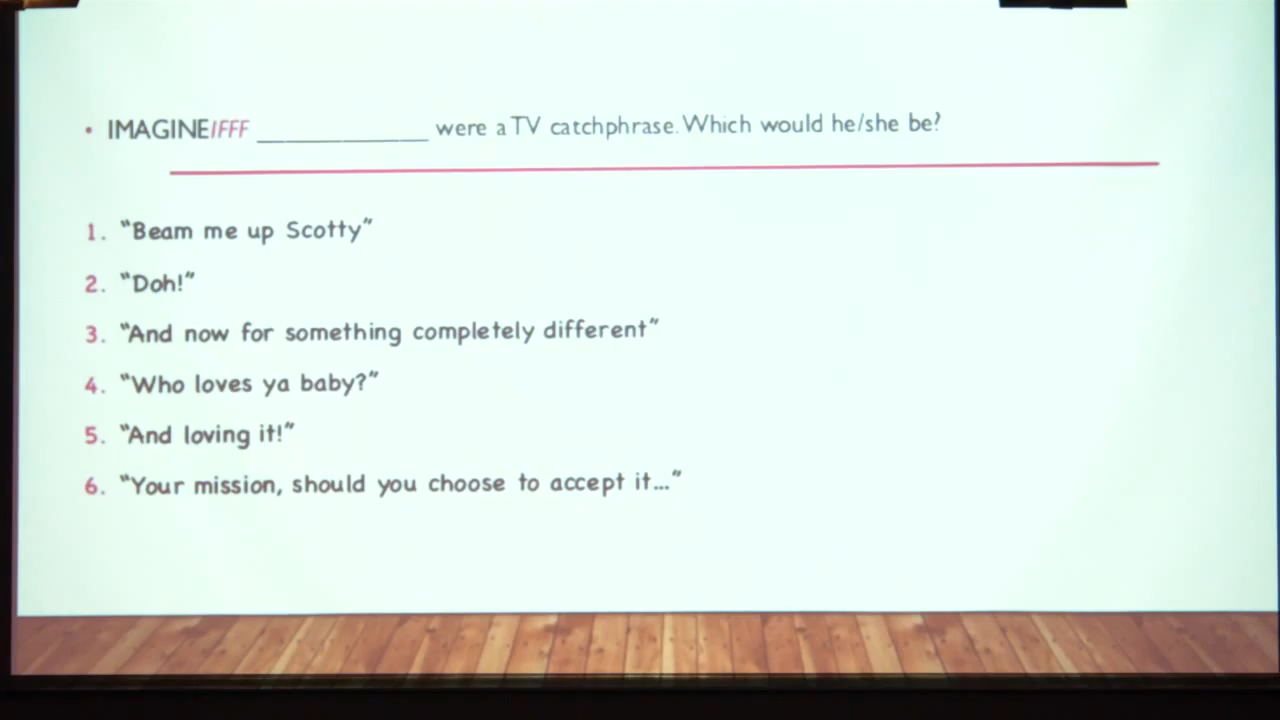 • IMAGINEIFFF ______________ were a TV catchphrase. Which would he/she be?
1. “Beam me up Scotty”
2. “Doh!”
3. “And now for something completely different”
4. “Who loves ya baby?”
5. “And loving it!”
6. “Your mission, should you choose to accept it...”